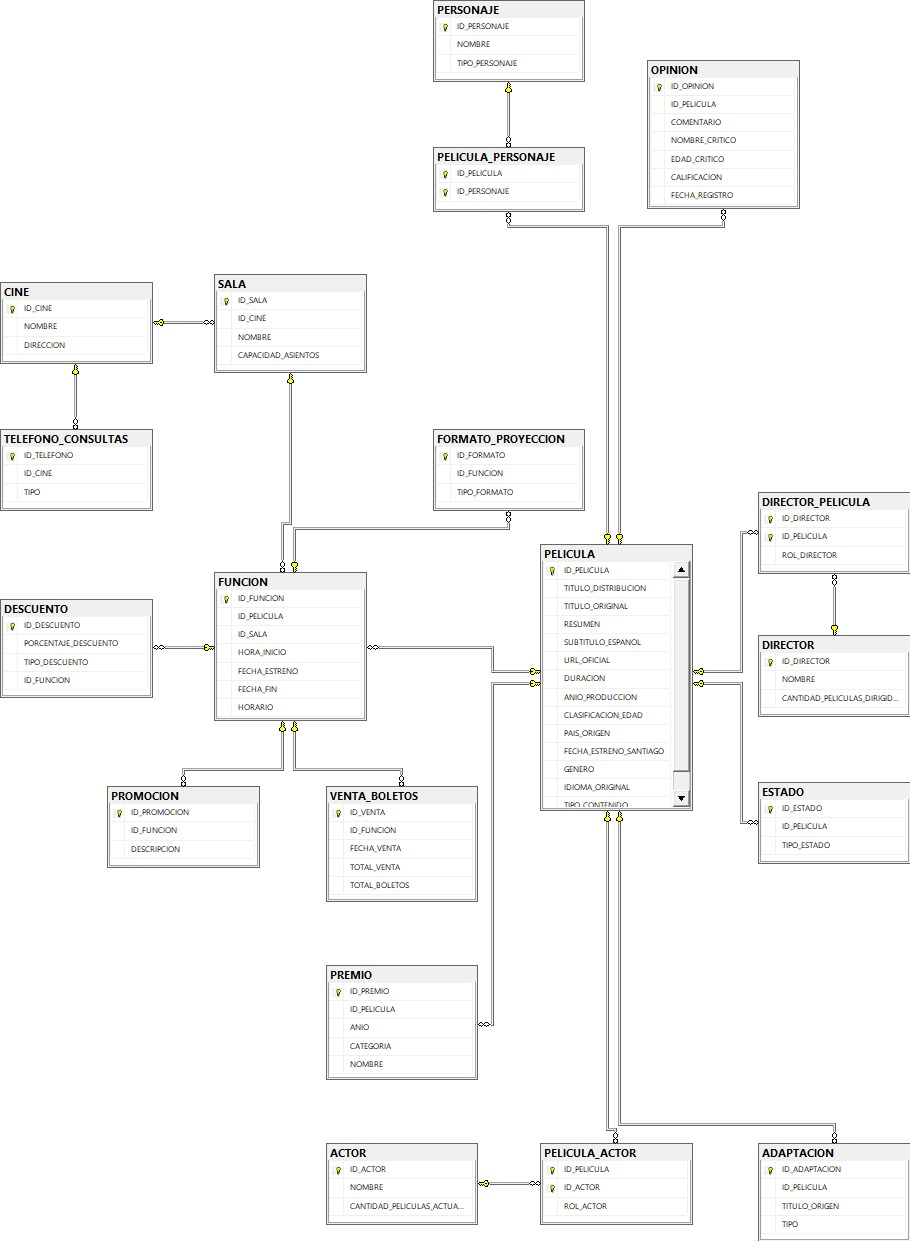 PERSONAJE
ID_PERSONAJE
NOMBRE
TIPO_PERSONAJE
OPINION
ID_OPINION
ID_PELICULA
COMENTARIO
NOMBRE_CRITICO
EDAD_CRITICO
CALIFICACION
FECHA_REGISTRO
PELICULA_PERSONAJE
ID_PELICULA
ID_PERSONAJE
CINE
ID_CINE
NOMBRE
DIRECCION
SALA
ID_SALA
ID_CINE
NOMBRE
CAPACIDAD_ASIENTOS
TELEFONO_CONSULTAS
ID_TELEFONO
ID_CINE
TIPO
FORMATO_PROYECCION
ID_FORMATO
ID_FUNCION
TIPO_FORMATO
DIRECTOR_PELICULA
ID_DIRECTOR
ID_PELICULA
ROL_DIRECTOR
PELICULA
ID_PELICULA
TITULO_DISTRIBUCION
TITULO_ORIGINAL
RESUMEN
SUBTITULO_ESPANOL
URL_OFICIAL
DURACION
ANIO_PRODUCCION
CLASIFICACION_EDAD
PAIS_ORIGEN
FECHA_ESTRENO_SANTIAGO
GENERO
IDIOMA_ORIGINAL
TIPO_CONTENIDO
FUNCION
ID_FUNCION
ID_PELICULA
ID_SALA
HORA_INICIO
FECHA_ESTRENO
FECHA_FIN
HORARIO
DESCUENTO
ID_DESCUENTO
PORCENTAJE_DESCUENTO
TIPO_DESCUENTO
ID_FUNCION
DIRECTOR
ID_DIRECTOR
NOMBRE
CANTIDAD_PELICULAS_DIRIGID...
PROMOCION
ID_PROMOCION
ID_FUNCION
DESCRIPCION
VENTA_BOLETOS
ID_VENTA
ID_FUNCION
FECHA_VENTA
TOTAL_VENTA
TOTAL_BOLETOS
ESTADO
ID_ESTADO
ID_PELICULA
TIPO_ESTADO
PREMIO
ID_PREMIO
ID_PELICULA
ANIO
CATEGORIA
NOMBRE
ACTOR
ID_ACTOR
NOMBRE
CANTIDAD_PELICULAS_ACTUA...
PELICULA_ACTOR
ID_PELICULA
ID_ACTOR
ROL_ACTOR
ADAPTACION
ID_ADAPTACION
ID_PELICULA
TITULO_ORIGEN
TIPO